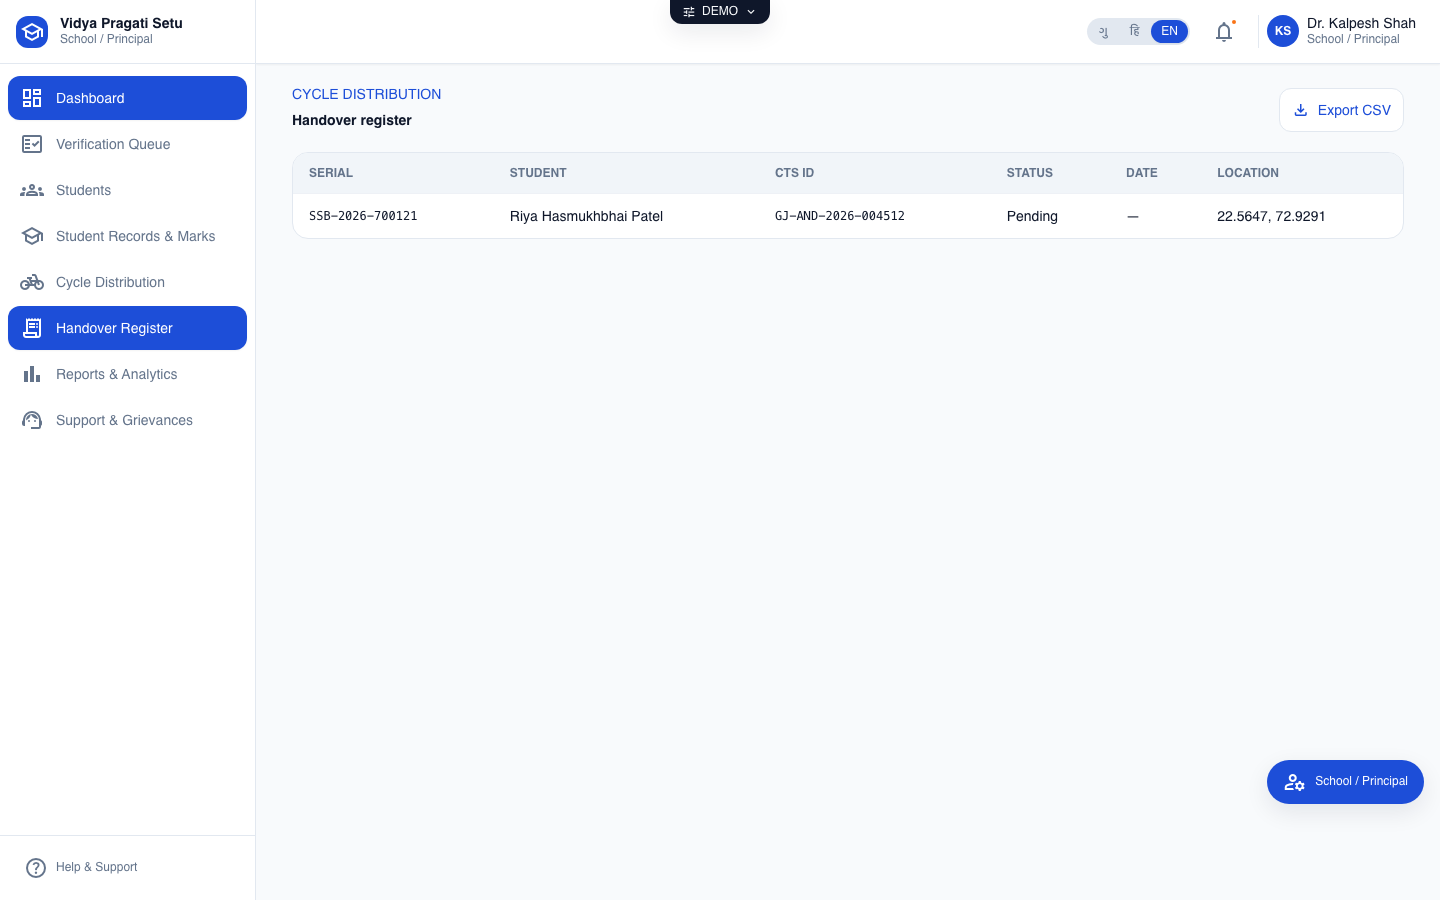 Vidya Pragati Setu
School / Principal
DEMO
ગુ
हि
EN
KS
Dr. Kalpesh Shah
School / Principal
Dashboard
Verification Queue
Students
Student Records & Marks
Cycle Distribution
Handover Register
Reports & Analytics
Support & Grievances
Help & Support
CYCLE DISTRIBUTION
Handover register
Export CSV
SERIAL STUDENT CTS ID STATUS DATE LOCATION
SSB-2026-700121 Riya Hasmukhbhai Patel GJ-AND-2026-004512 Pending — 22.5647, 72.9291
School / Principal